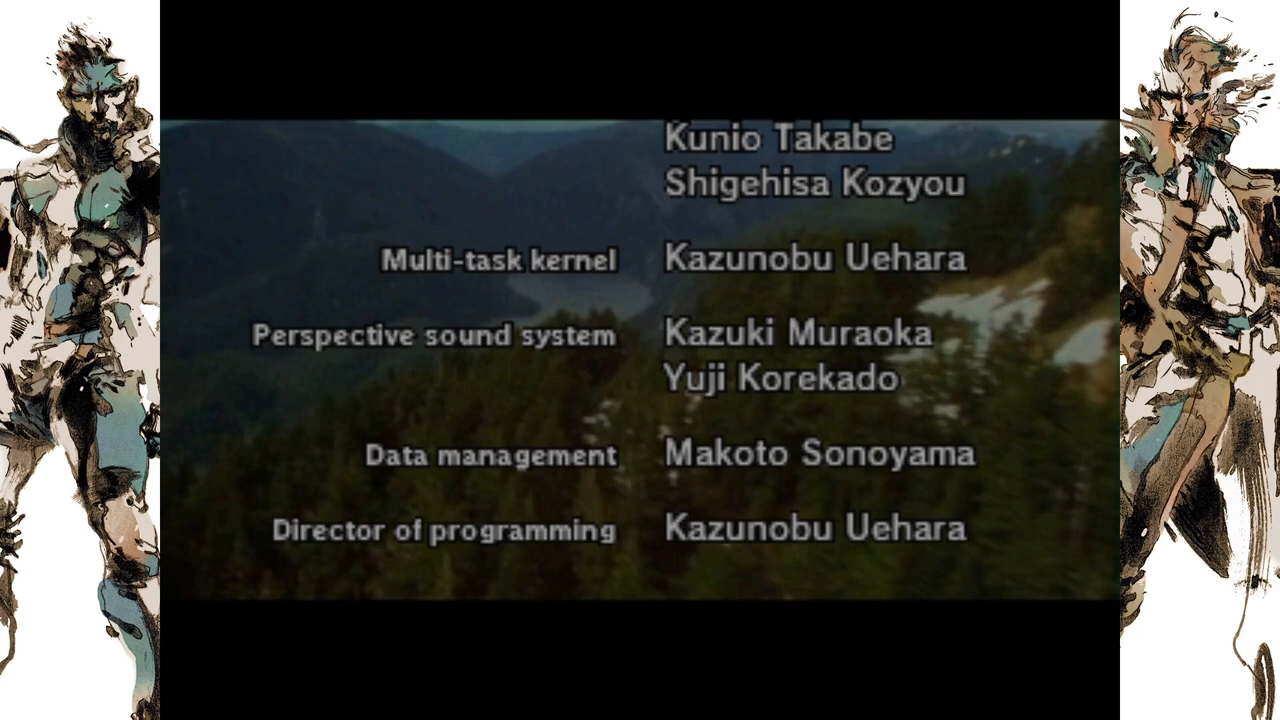 Kunio Takabe
Shigehisa Kozyou
Multi-task kernel Kazunobu Uehara
Perspective sound system Kazuki Muraoka
Yuji Korekado
Data management Makoto Sonoyama
Director of programming Kazunobu Uehara